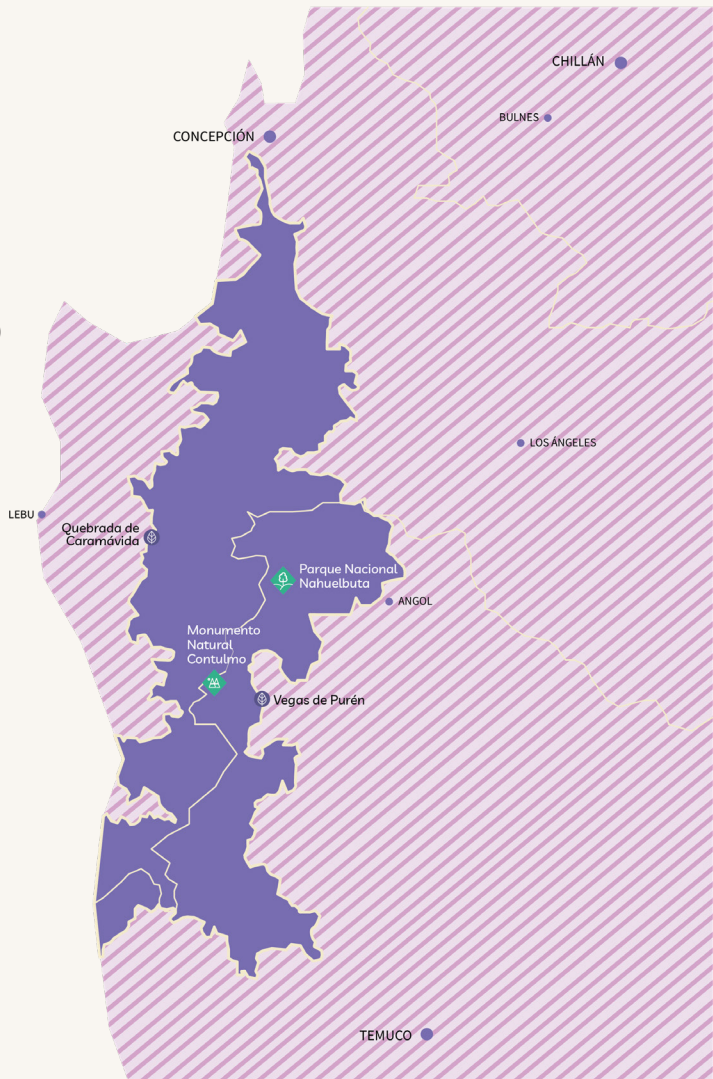 CHILLÁN
BULNES
CONCEPCIÓN
LOS ÁNGELES
LEBU
Quebrada de
Caramávida
Parque Nacional
Nahuelbuta
ANGOL
Monumento
Natural
Contulmo
Vegas de Purén
TEMUCO